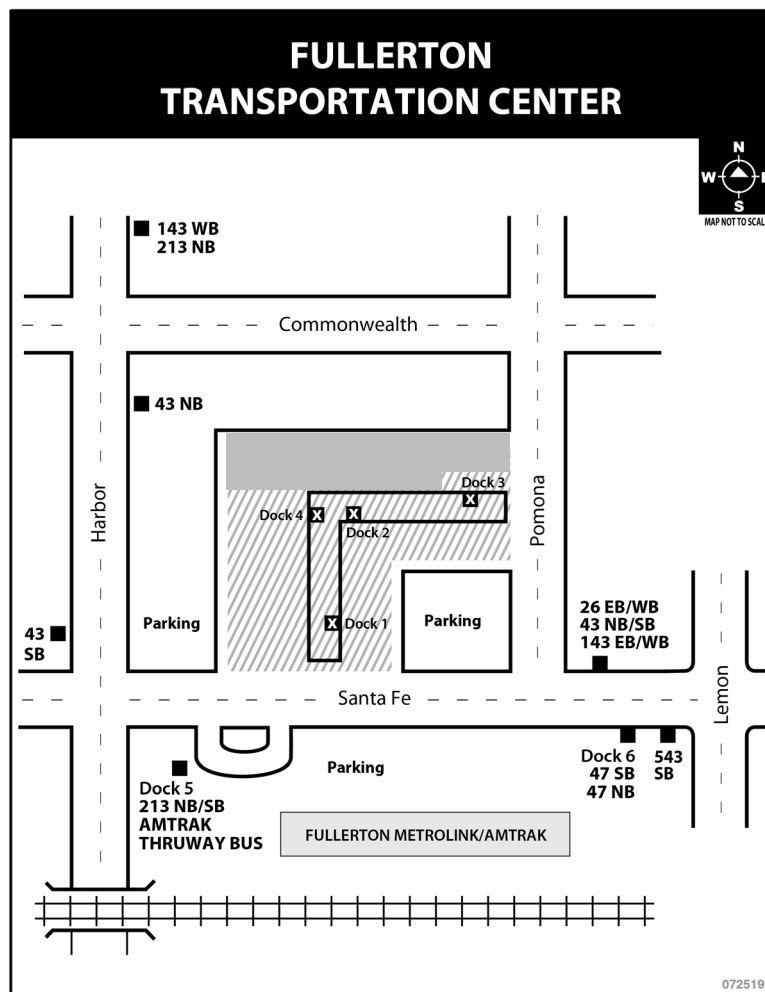 FULLERTON
TRANSPORTATION CENTER
N
W
S
MAP NOT TO SCAL
143 WB
213 NB
Commonwealth
43 NB
Harbor
Pomona
Dock 3
X
Dock 4 X
X
Dock 2
X Dock 1
Parking
Parking
43
SB
26 EB/WB
43 NB/SB
143 EB/WB
Santa Fe
Lemon
Dock 5
213 NB/SB
AMTRAK
THRUWAY BUS
Parking
Dock 6
47 SB
47 NB
543
SB
FULLERTON METROLINK/AMTRAK
072519